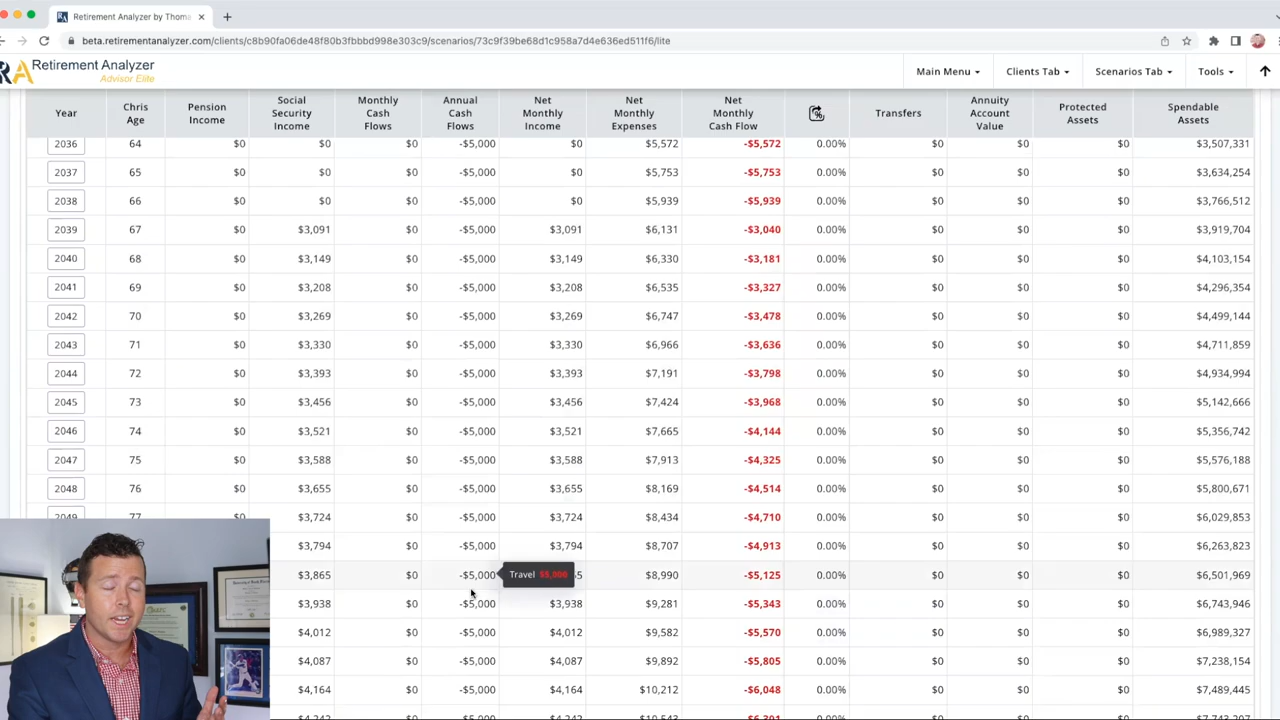 Retirement Analyzer by Thoma
beta.retirementanalyzer.com/clients/c8b90fa06de48f80b3fbbbd998e303c9/scenarios/73c9f39be68d1c958a7d4e636ed511f6/lite
RA Retirement Analyzer Main Menu Clients Tab Scenarios Tab Tools
Advisor Elite
Year Chris Age Pension Income Social Security Income Monthly Cash Flows Annual Cash Flows Net Monthly Income Net Monthly Expenses Net Monthly Cash Flow % Transfers Annuity Account Value Protected Assets Spendable Assets
2036 64 $0 $0 $0 -$5,000 $0 $5,572 -$5,572 0.00% $0 $0 $0 $3,507,331
2037 65 $0 $0 $0 -$5,000 $0 $5,753 -$5,753 0.00% $0 $0 $0 $3,634,254
2038 66 $0 $0 $0 -$5,000 $0 $5,939 -$5,939 0.00% $0 $0 $0 $3,766,512
2039 67 $0 $3,091 $0 -$5,000 $3,091 $6,131 -$3,040 0.00% $0 $0 $0 $3,919,704
2040 68 $0 $3,149 $0 -$5,000 $3,149 $6,330 -$3,181 0.00% $0 $0 $0 $4,103,154
2041 69 $0 $3,208 $0 -$5,000 $3,208 $6,535 -$3,327 0.00% $0 $0 $0 $4,296,354
2042 70 $0 $3,269 $0 -$5,000 $3,269 $6,747 -$3,478 0.00% $0 $0 $0 $4,499,144
2043 71 $0 $3,330 $0 -$5,000 $3,330 $6,966 -$3,636 0.00% $0 $0 $0 $4,711,859
2044 72 $0 $3,393 $0 -$5,000 $3,393 $7,191 -$3,798 0.00% $0 $0 $0 $4,934,994
2045 73 $0 $3,456 $0 -$5,000 $3,456 $7,424 -$3,968 0.00% $0 $0 $0 $5,142,666
2046 74 $0 $3,521 $0 -$5,000 $3,521 $7,665 -$4,144 0.00% $0 $0 $0 $5,356,742
2047 75 $0 $3,588 $0 -$5,000 $3,588 $7,913 -$4,325 0.00% $0 $0 $0 $5,576,188
2048 76 $0 $3,655 $0 -$5,000 $3,655 $8,169 -$4,514 0.00% $0 $0 $0 $5,800,671
2049 77 $0 $3,724 $0 -$5,000 $3,724 $8,434 -$4,710 0.00% $0 $0 $0 $6,029,853
$3,794 $0 -$5,000 $3,794 $8,707 -$4,913 0.00% $0 $0 $0 $6,263,823
$3,865 $0 -$5,000 Travel $5,000 5 $8,990 -$5,125 0.00% $0 $0 $0 $6,501,969
$3,938 $0 -$5,000 $3,938 $9,281 -$5,343 0.00% $0 $0 $0 $6,743,946
$4,012 $0 -$5,000 $4,012 $9,582 -$5,570 0.00% $0 $0 $0 $6,989,327
$4,087 $0 -$5,000 $4,087 $9,892 -$5,805 0.00% $0 $0 $0 $7,238,154
$4,164 $0 -$5,000 $4,164 $10,212 -$6,048 0.00% $0 $0 $0 $7,489,445